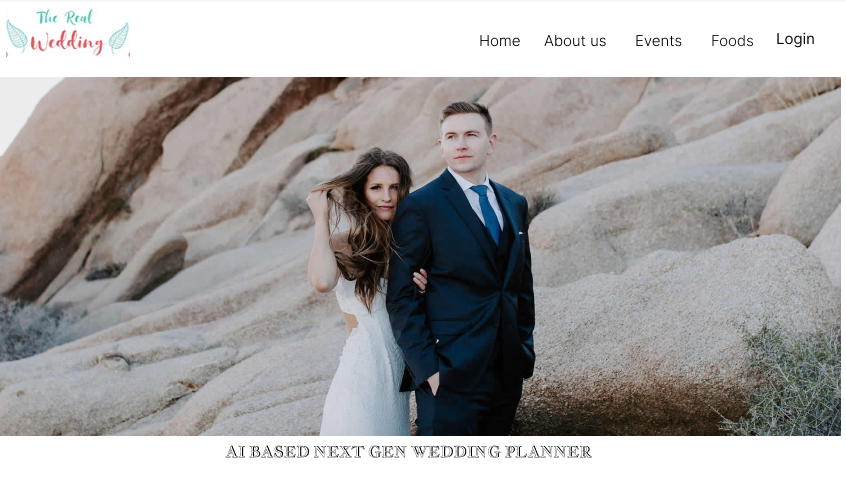 The Real
Wedding
Home About us Events Foods Login
AI BASED NEXT GEN WEDDING PLANNER